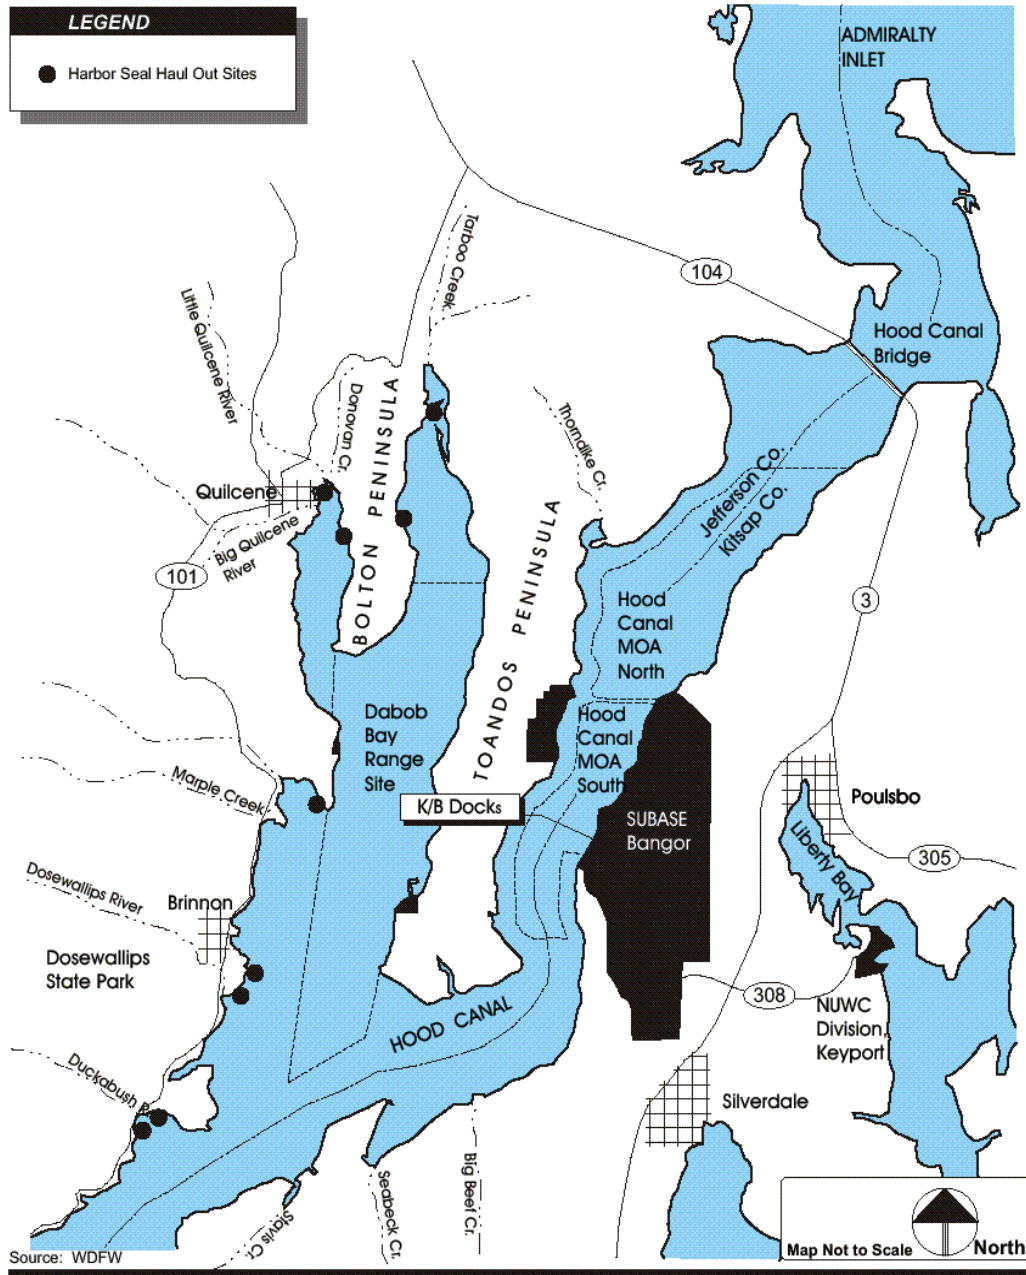 LEGEND
Harbor Seal Haul Out Sites
ADMIRALTY
INLET
Tarboo Creek
104
Little Quilcene River
Hood Canal
Bridge
Donovan Cr.
BOLTON PENINSULA
Thorndike Cr.
Jefferson Co.
Kitsap Co.
Quilcene
Big Quilcene
River
101
TOANDOS PENINSULA
3
Hood
Canal
MOA
North
Dabob
Bay
Range
Site
Hood
Canal
MOA
South
Marple Creek
K/B Docks
SUBASE
Bangor
Poulsbo
Liberty Bay
305
Dosewallips River
Brinnon
Dosewallips
State Park
308
NUWC
Division,
Keyport
HOOD CANAL
Duckabush R.
Silverdale
Big Beef Cr.
Seabeck Cr.
Stavis Cr.
Source: WDFW
Map Not to Scale
North